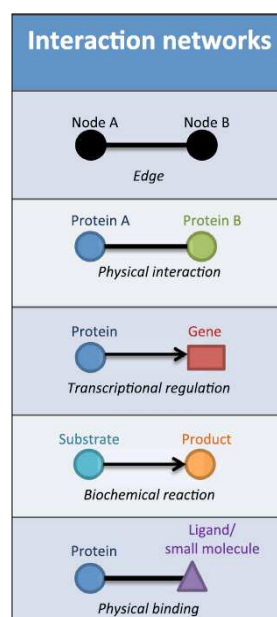 Interaction networks
Node A Node B
Edge
Protein A Protein B
Physical interaction
Protein Gene
Transcriptional regulation
Substrate Product
Biochemical reaction
Ligand/
small molecule
Protein
Physical binding